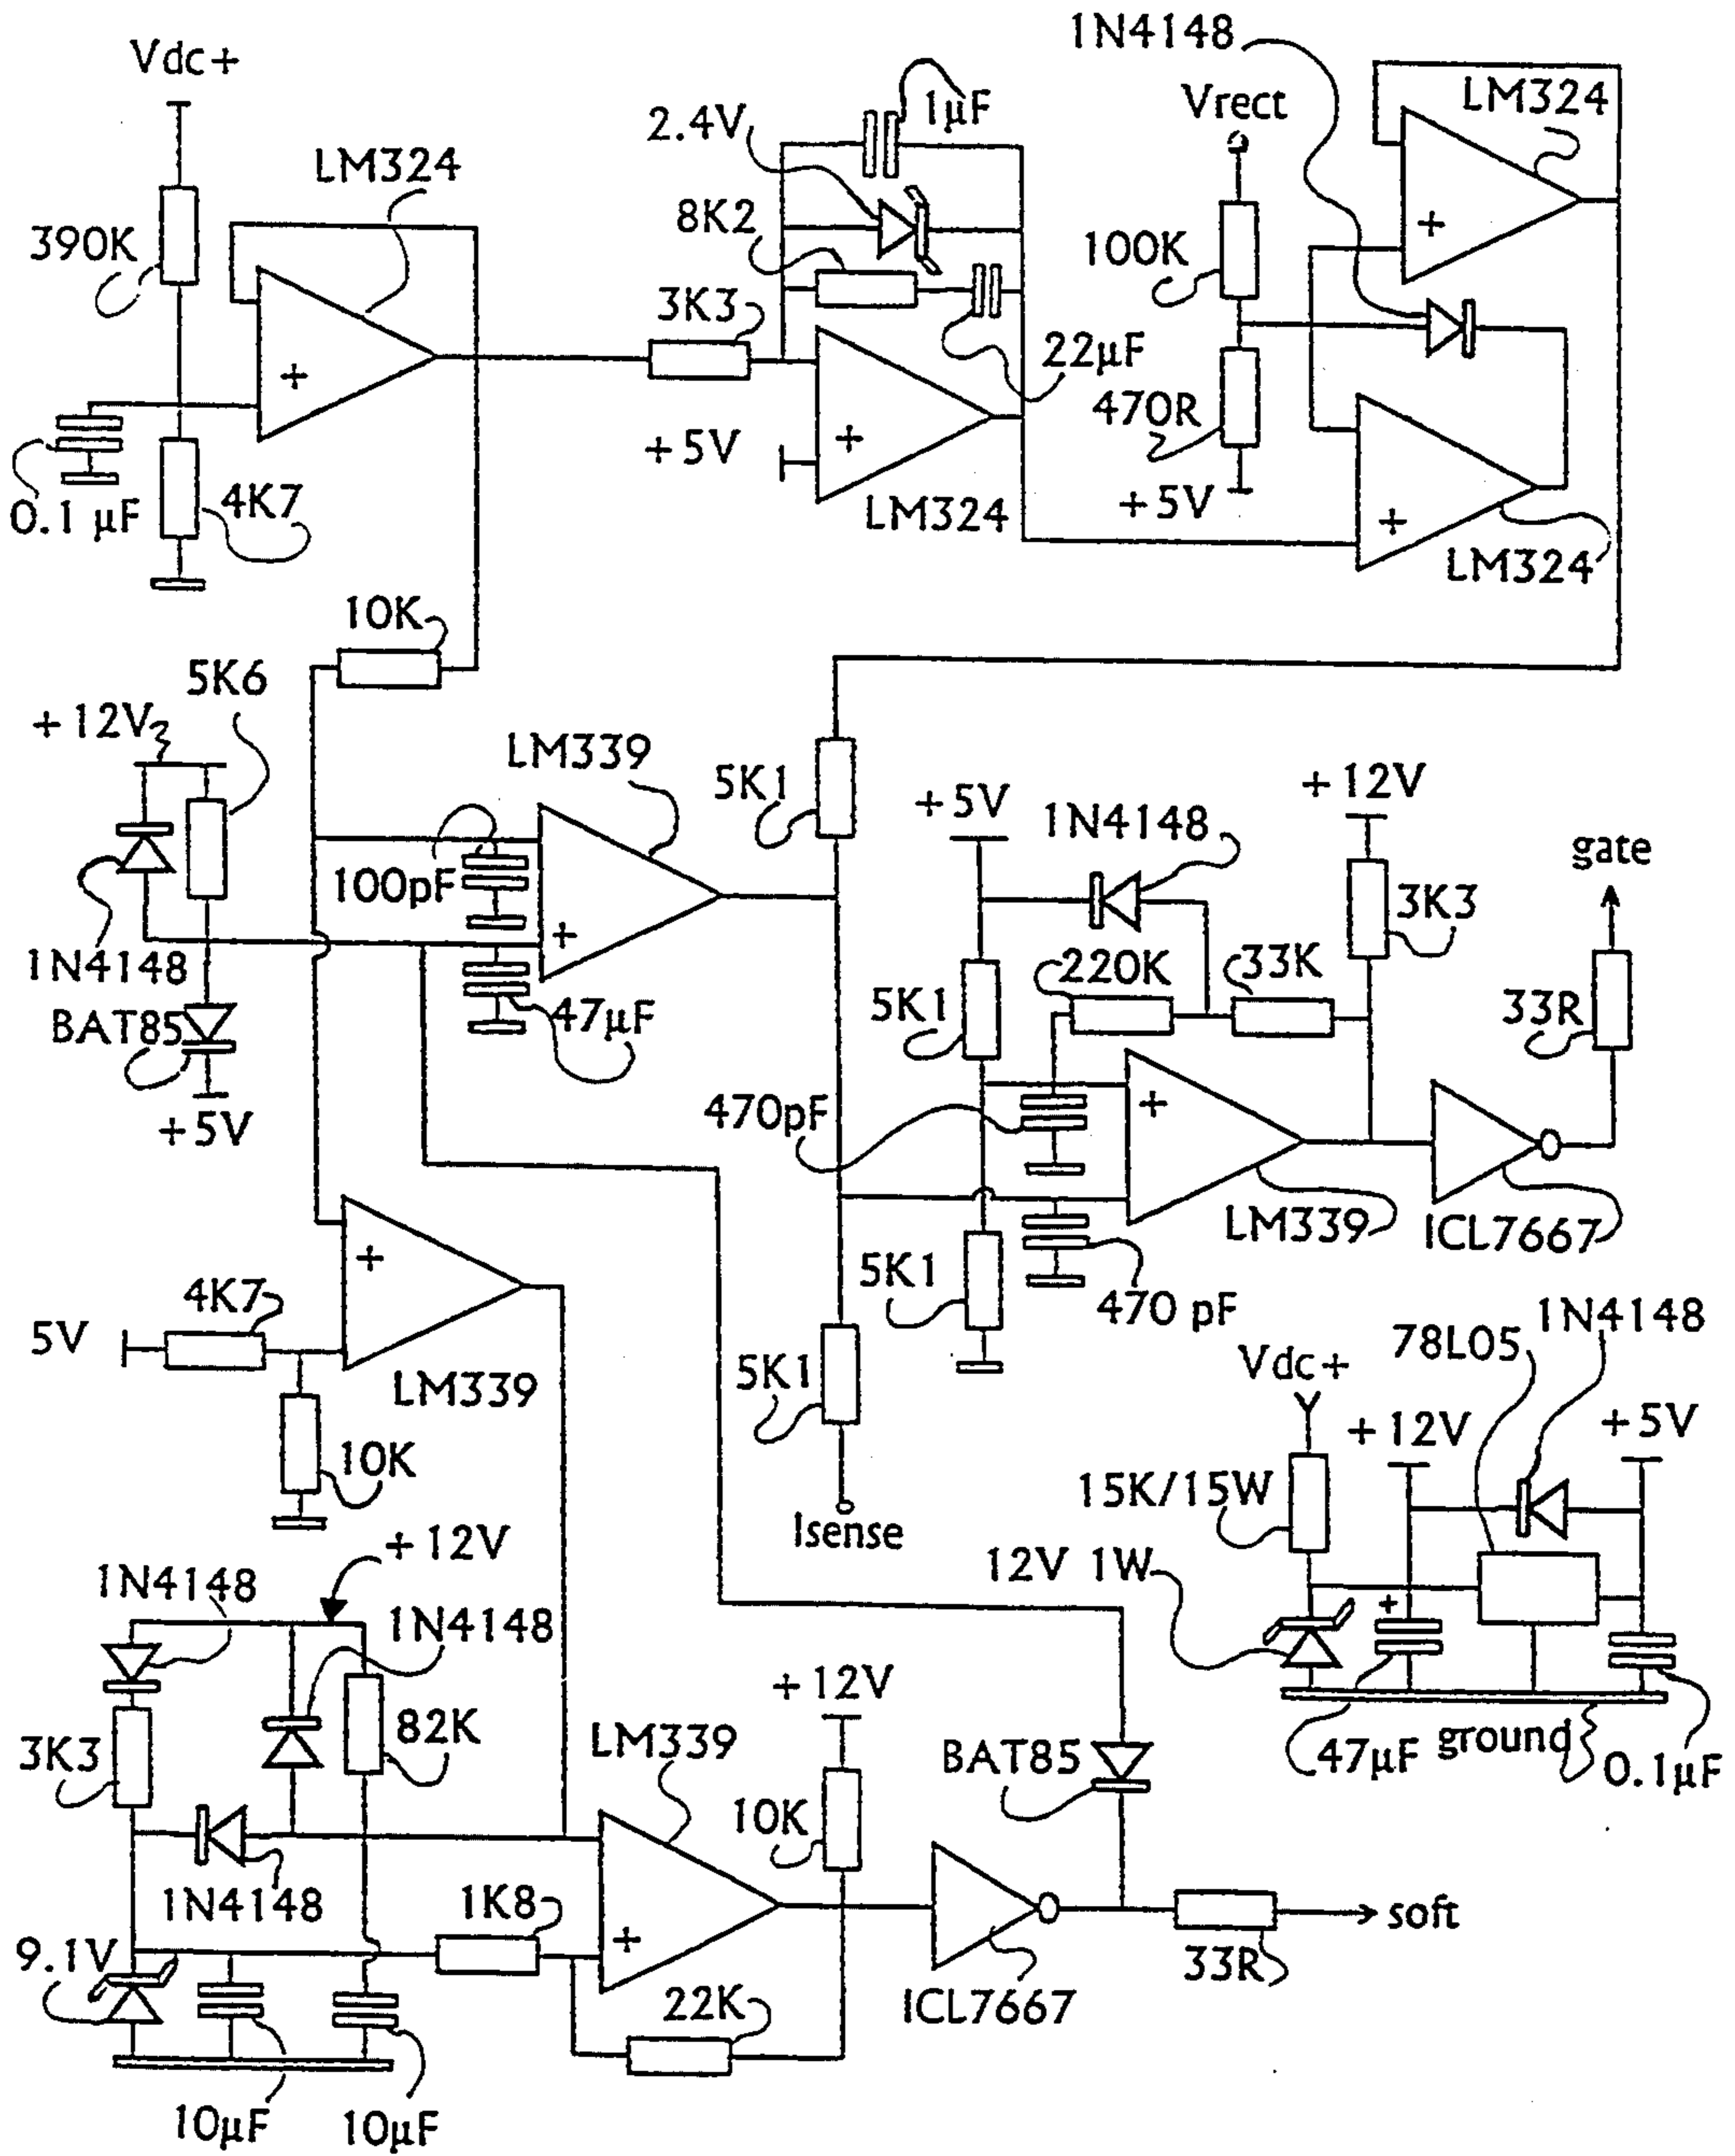 Vdc+
1N4148
LM324
Vrect
1µF
2.4V
LM324
390K
8K2
100K
3K3
+
+
22µF
470R
+5V
+
0.1 µF
4K7
LM324
+5V
+
LM324
10K
5K6
+12V
LM339
5K1
+5V
1N4148
+12V
gate
100pF
3K3
1N4148
+
220K
33K
47µF
5K1
33R
BAT85
+5V
470pF
+
LM339
ICL7667
+
4K7
5K1
470 pF
5V
LM339
5K1
Vdc+
78L05
1N4148
+12V
+5V
10K
15K/15W
Isense
+12V
12V 1W
1N4148
1N4148
+
+12V
3K3
82K
LM339
BAT85
47µF
ground
0.1µF
10K
1N4148
1K8
+
soft
9.1V
33R
22K
ICL7667
10µF
10µF